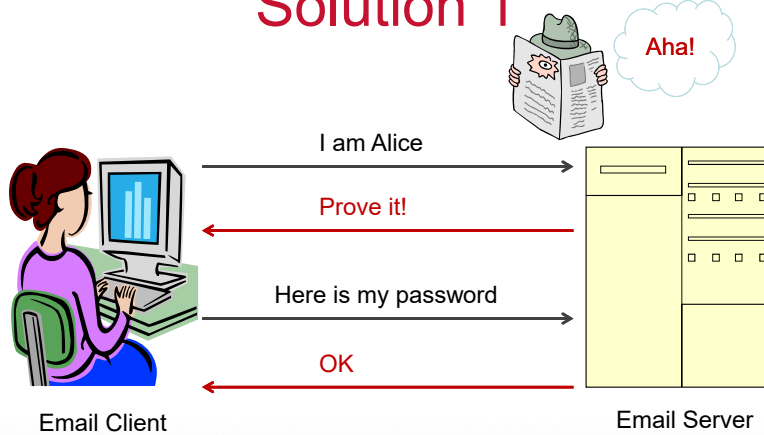 Solution 1
Aha!
I am Alice
Prove it!
Here is my password
OK
Email Client
Email Server